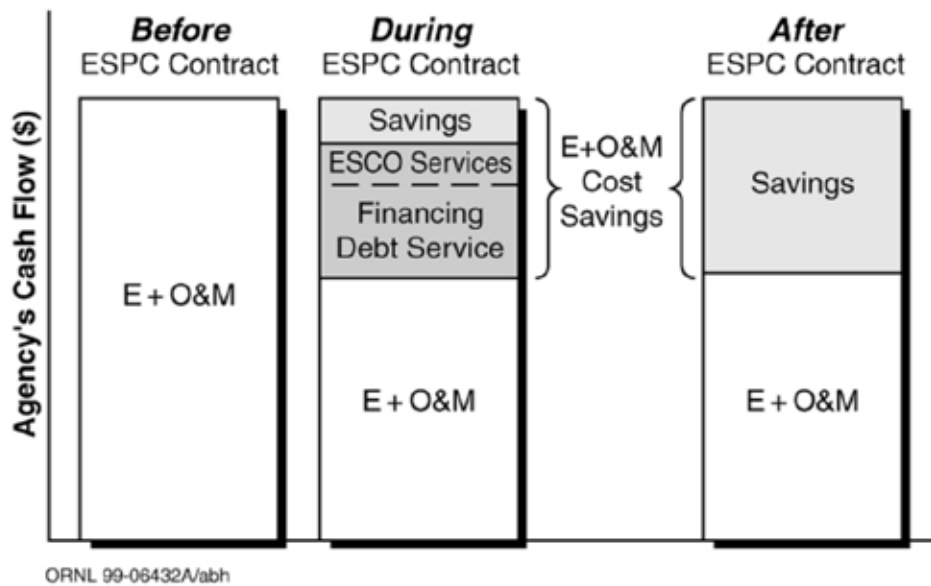 Before
ESPC Contract
During
ESPC Contract
After
ESPC Contract
Agency's Cash Flow ($)
E + O&M
Savings
ESCO Services
Financing
Debt Service
E + O&M
E+O&M
Cost
Savings
Savings
E + O&M
ORNL 99-06432A/abh